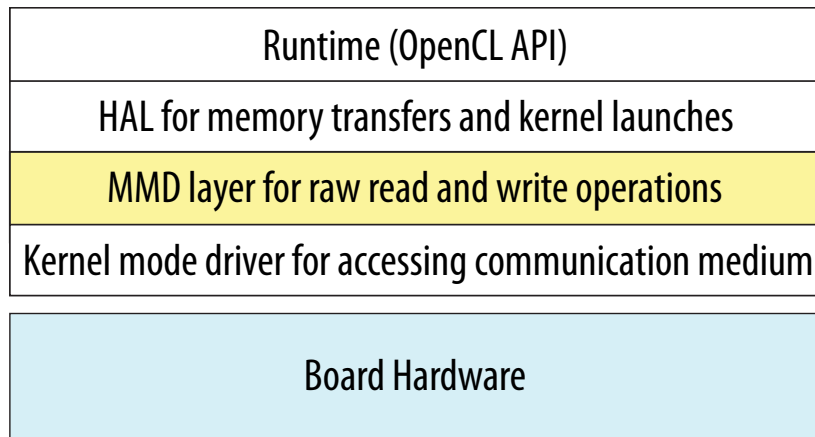 Runtime (OpenCL API)
HAL for memory transfers and kernel launches
MMD layer for raw read and write operations
Kernel mode driver for accessing communication medium
Board Hardware